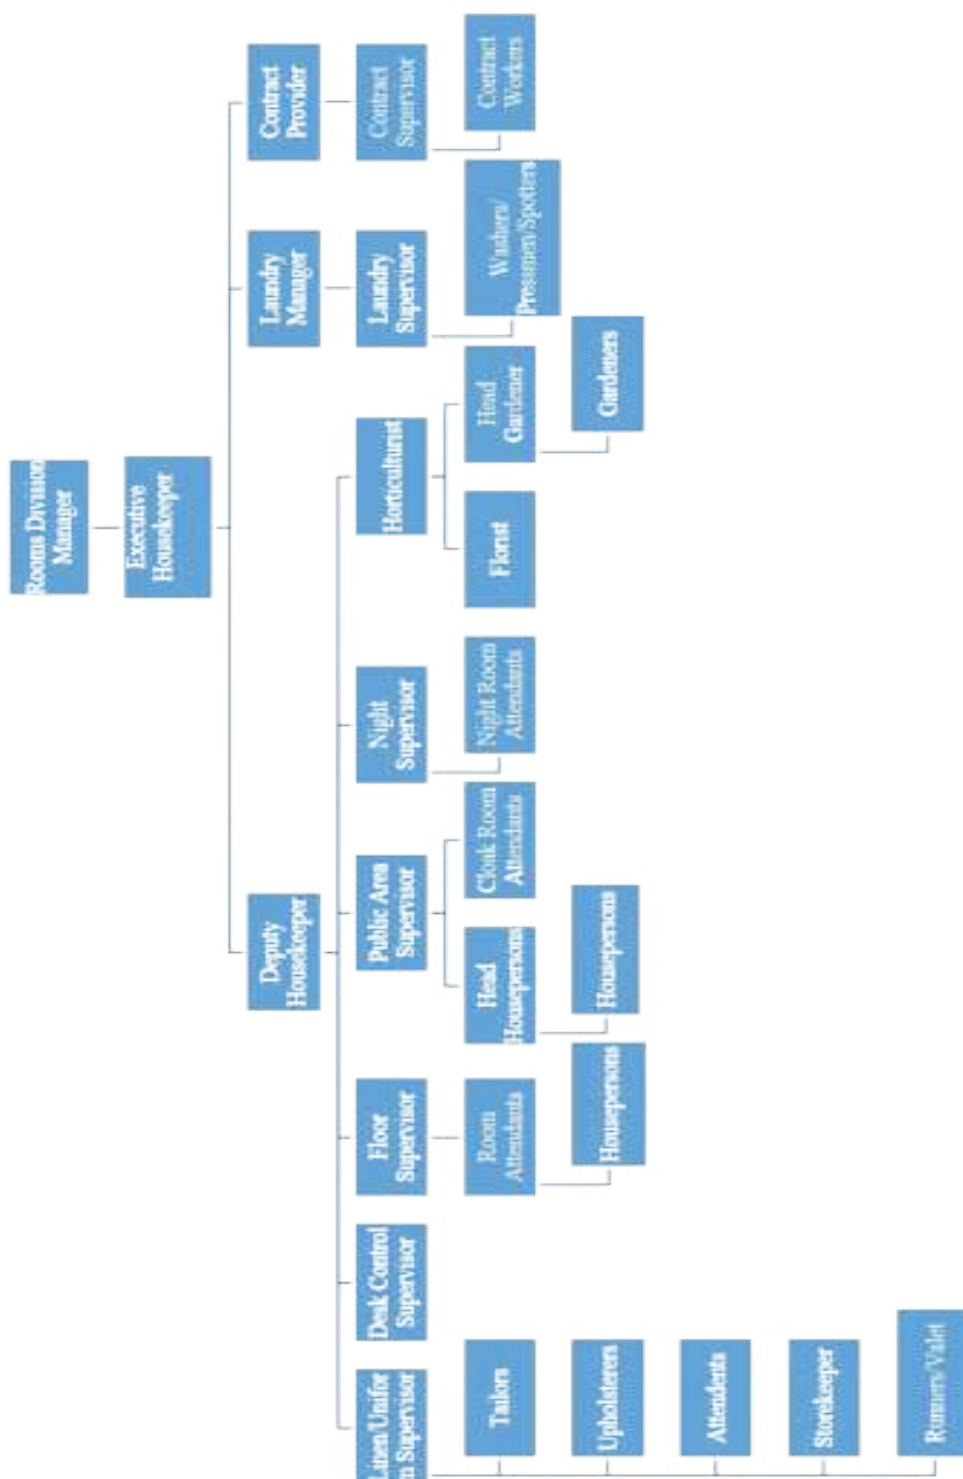 Rooms Division
Manager
Executive
Housekeeper
Deputy
Housekeeper
Laundry
Manager
Contract
Provider
Linen/Unifor
m Supervisor
Desk Control
Supervisor
Floor
Supervisor
Public Area
Supervisor
Night
Supervisor
Horticulturist
Laundry
Supervisor
Contract
Supervisor
Tailors
Room
Attendants
Head
Housepersons
Cloak Room
Attendants
Night Room
Attendants
Florist
Head
Gardener
Washers/
Pressmen/Spotters
Contract
Workers
Upholsterers
Housepersons
Housepersons
Gardeners
Attendents
Storekeeper
Runners/Valet